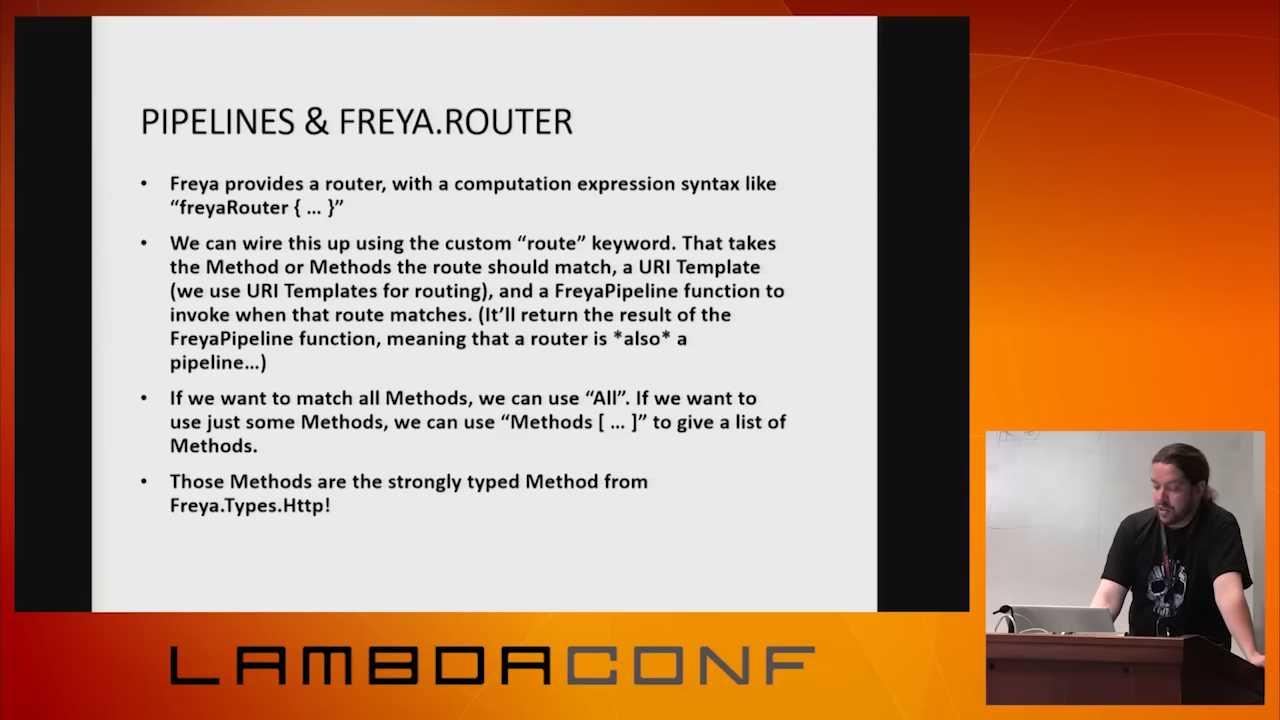 PIPELINES & FREYA.ROUTER
• Freya provides a router, with a computation expression syntax like
“freyaRouter { … }”
• We can wire this up using the custom “route” keyword. That takes
the Method or Methods the route should match, a URI Template
(we use URI Templates for routing), and a FreyaPipeline function to
invoke when that route matches. (It’ll return the result of the
FreyaPipeline function, meaning that a router is *also* a
pipeline…)
• If we want to match all Methods, we can use “All”. If we want to
use just some Methods, we can use “Methods [ … ]” to give a list of
Methods.
• Those Methods are the strongly typed Method from
Freya.Types.Http!
LAMBDACONF